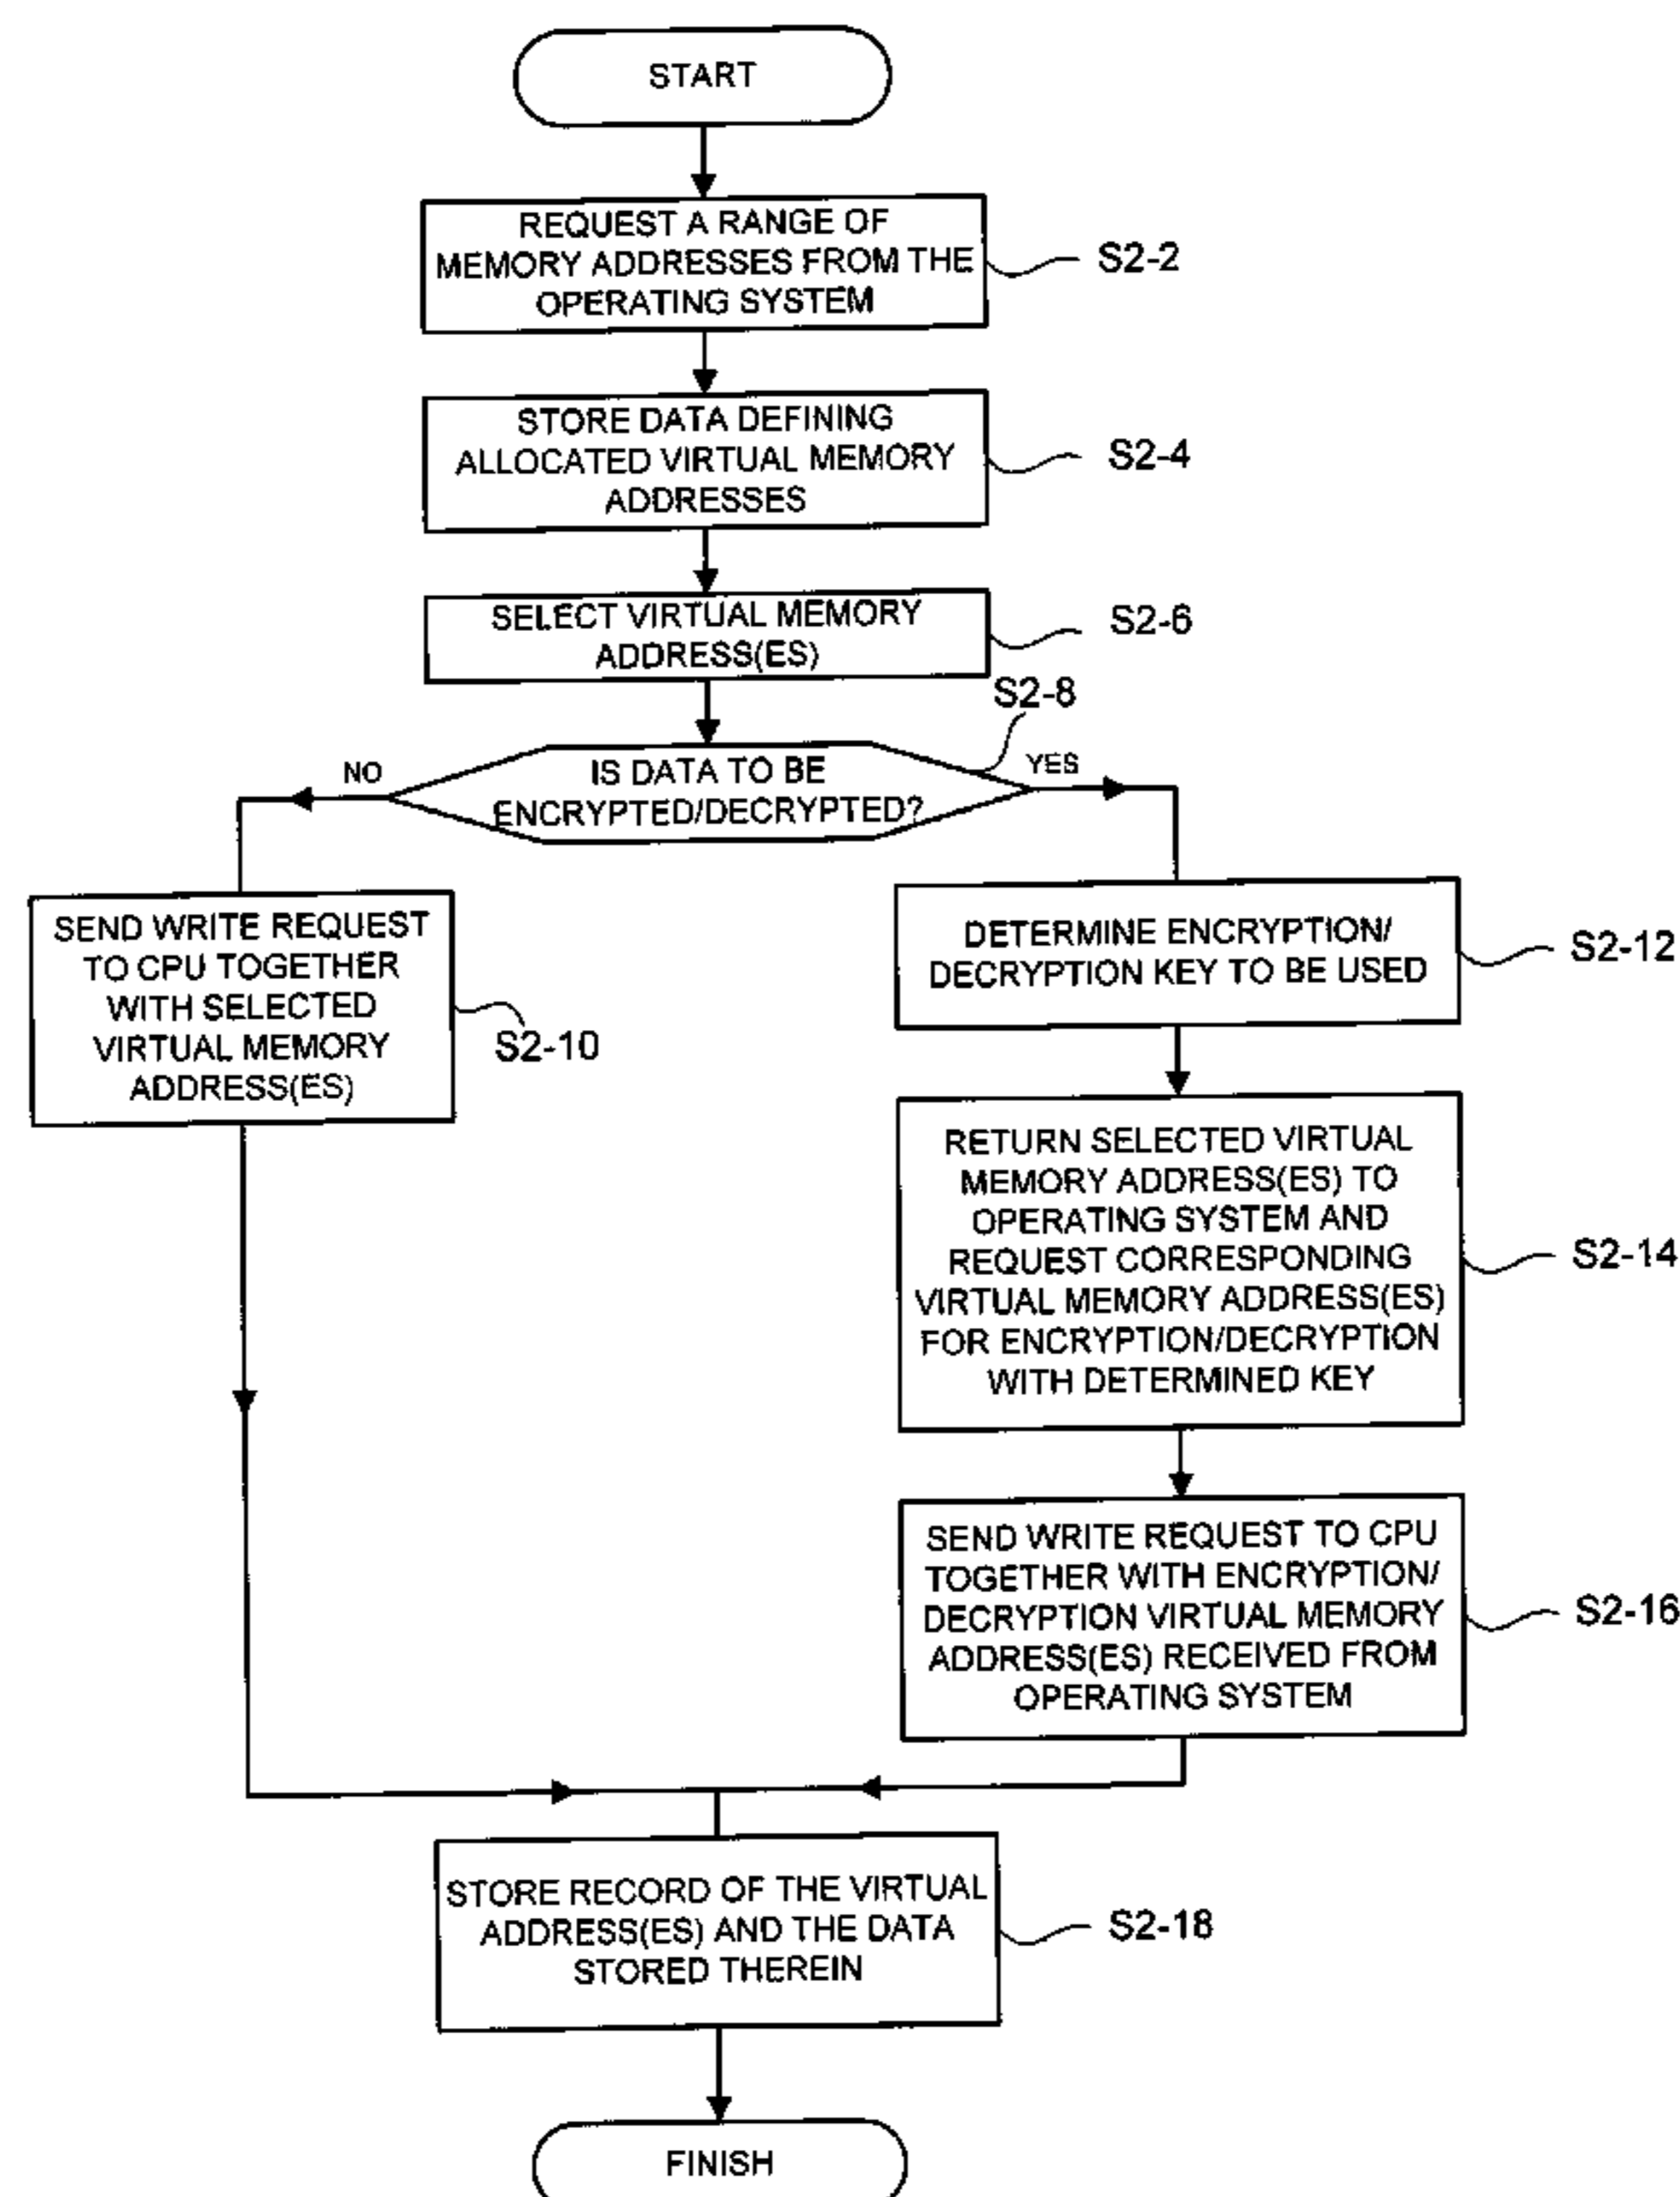 START
REQUEST A RANGE OF
MEMORY ADDRESSES FROM THE
OPERATING SYSTEM
S2-2
STORE DATA DEFINING
ALLOCATED VIRTUAL MEMORY
ADDRESSES
S2-4
SELECT VIRTUAL MEMORY
ADDRESS(ES)
S2-6
S2-8
NO
IS DATA TO BE
ENCRYPTED/DECRYPTED?
YES
SEND WRITE REQUEST
TO CPU TOGETHER
WITH SELECTED
VIRTUAL MEMORY
ADDRESS(ES)
S2-10
DETERMINE ENCRYPTION/
DECRYPTION KEY TO BE USED
S2-12
RETURN SELECTED VIRTUAL
MEMORY ADDRESS(ES) TO
OPERATING SYSTEM AND
REQUEST CORRESPONDING
VIRTUAL MEMORY ADDRESS(ES)
FOR ENCRYPTION/DECRYPTION
WITH DETERMINED KEY
S2-14
SEND WRITE REQUEST TO CPU
TOGETHER WITH ENCRYPTION/
DECRYPTION VIRTUAL MEMORY
ADDRESS(ES) RECEIVED FROM
OPERATING SYSTEM
S2-16
STORE RECORD OF THE VIRTUAL
ADDRESS(ES) AND THE DATA
STORED THEREIN
S2-18
FINISH